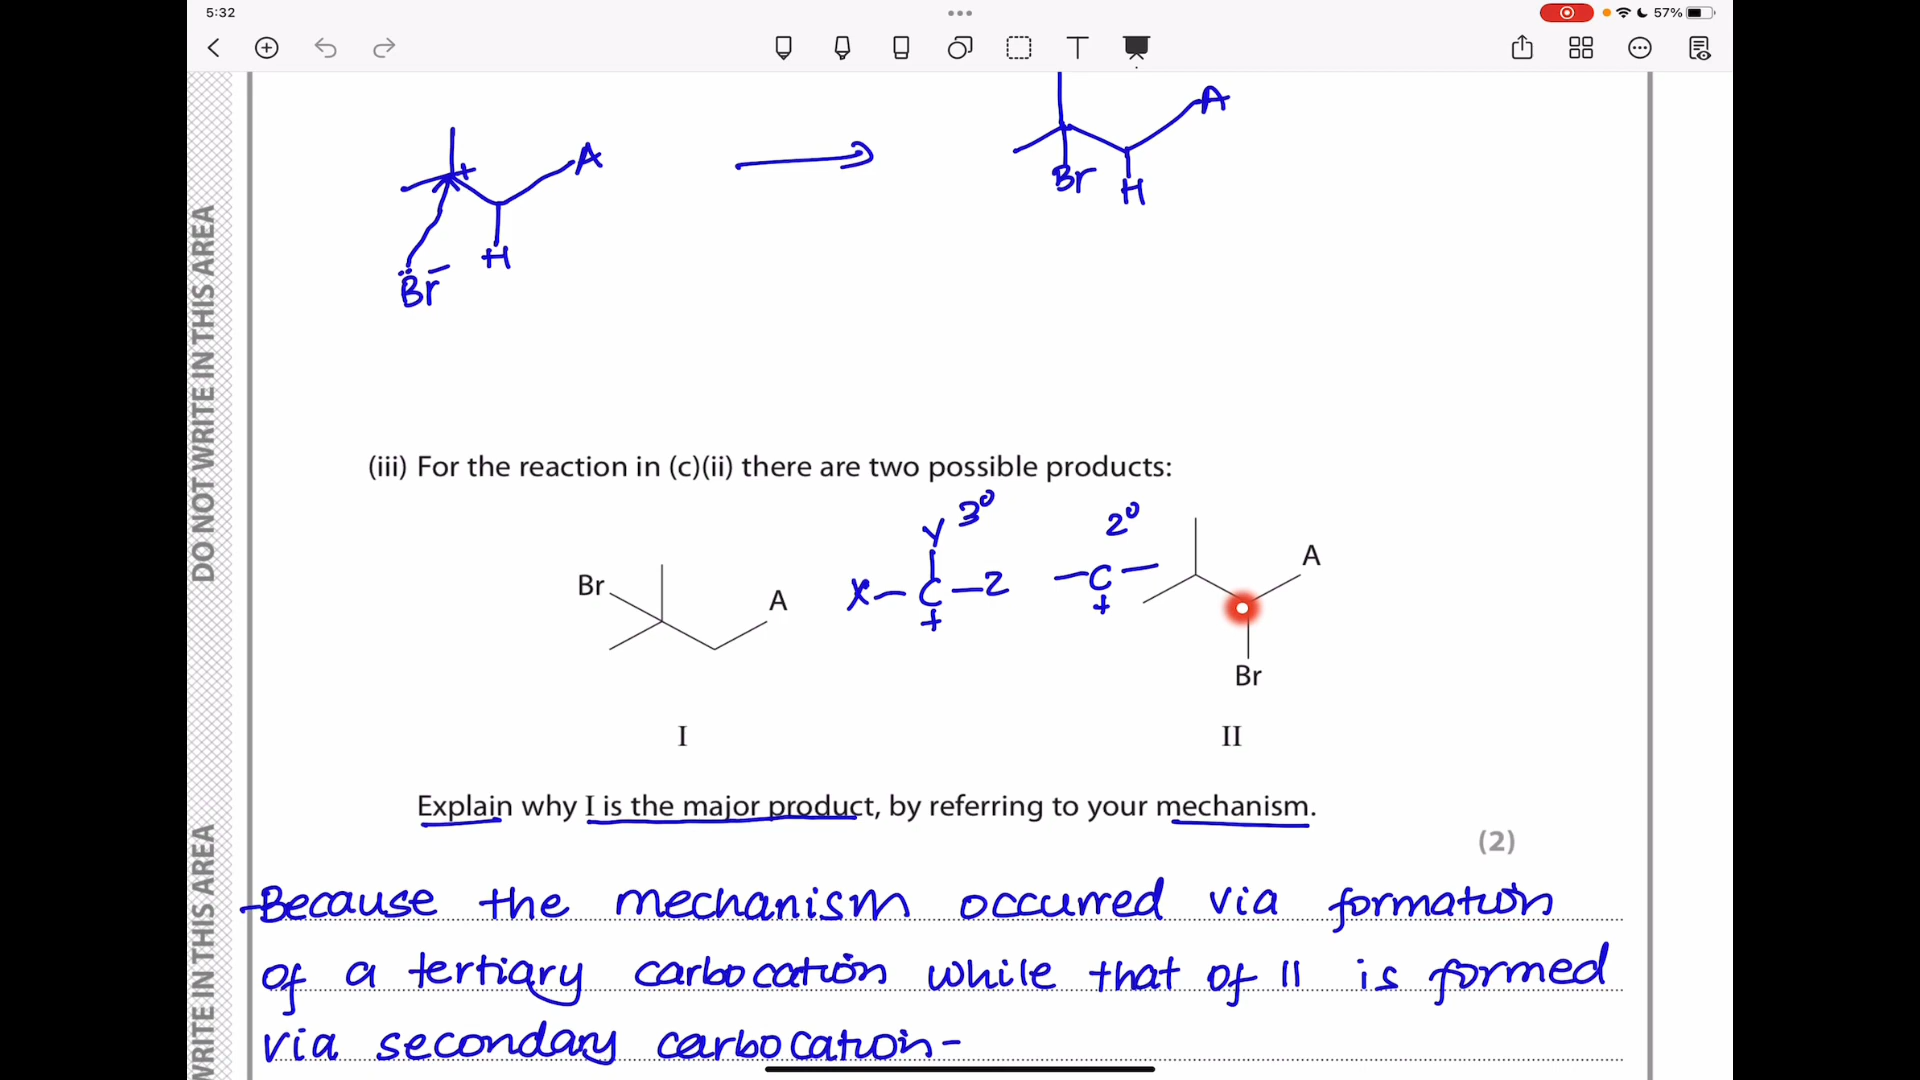 5:32
57%
A
+
H
Br
A
Br
H
DO NOT WRITE IN THIS AREA
(iii) For the reaction in (c)(ii) there are two possible products:
Y 3°
X - C - Z
+
2°
- C -
+
Br
A
A
Br
I
II
Explain why I is the major product, by referring to your mechanism.
(2)
WRITE IN THIS AREA
- Because the mechanism occurred via formation
of a tertiary carbocation while that of II is formed
via secondary carbocation -